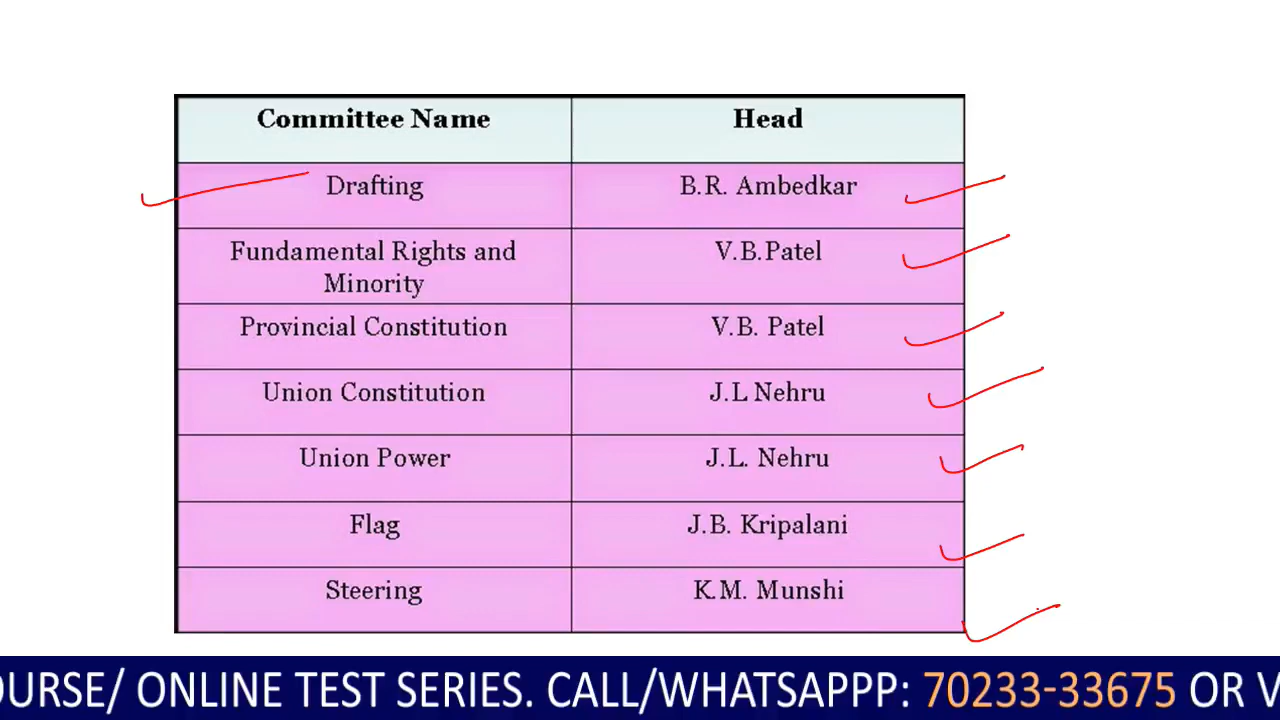 Committee Name Head
Drafting B.R. Ambedkar
Fundamental Rights and V.B.Patel
Minority
Provincial Constitution V.B. Patel
Union Constitution J.L Nehru
Union Power J.L. Nehru
Flag J.B. Kripalani
Steering K.M. Munshi
OURSE/ ONLINE TEST SERIES. CALL/WHATSAPPP: 70233-33675 OR V